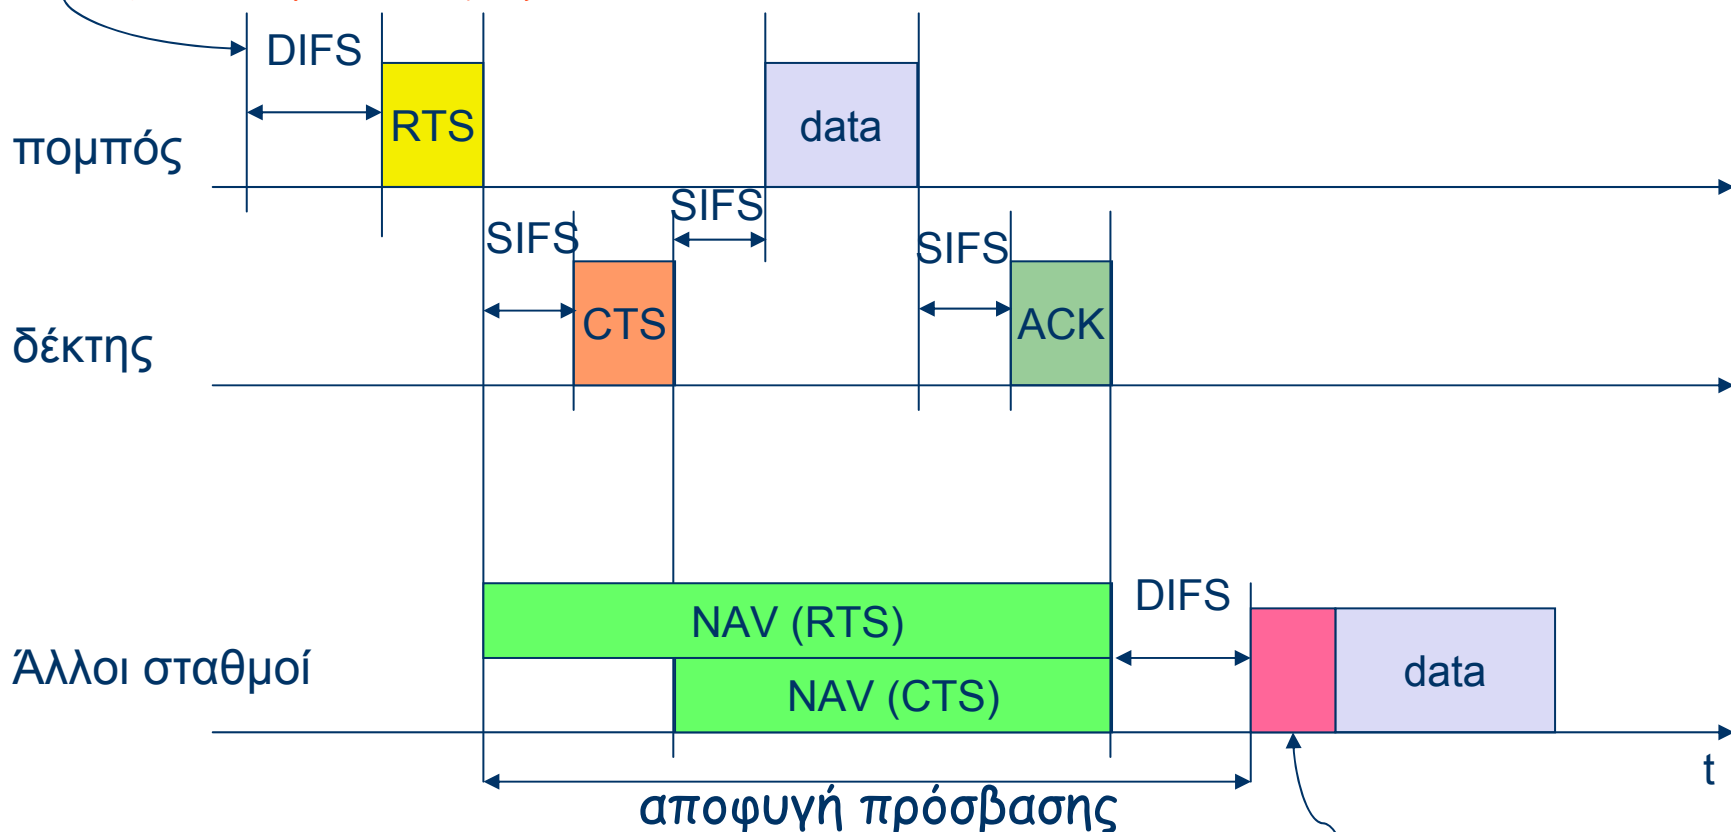 DIFS
RTS
data
πομπός
SIFS
SIFS
SIFS
CTS
ACK
δέκτης
DIFS
NAV (RTS)
Άλλοι σταθμοί
data
NAV (CTS)
t
αποφυγή πρόσβασης